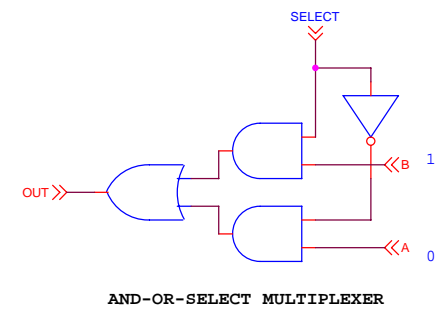 SELECT
B 1
OUT
A 0
AND-OR-SELECT MULTIPLEXER